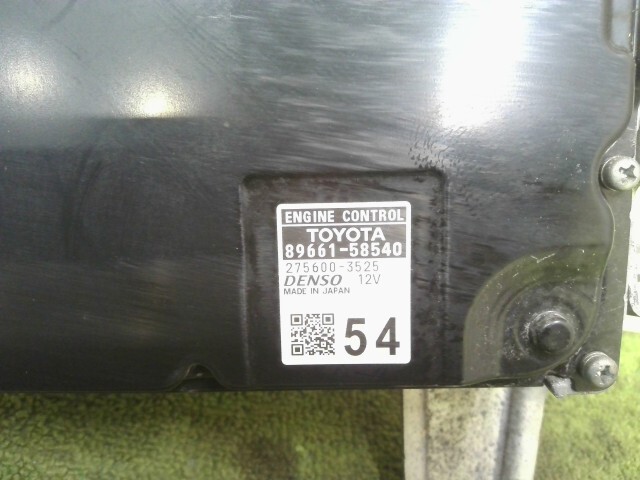 ENGINE CONTROL
TOYOTA
89661-58540
275600-3525
DENSO 12V
MADE IN JAPAN
54